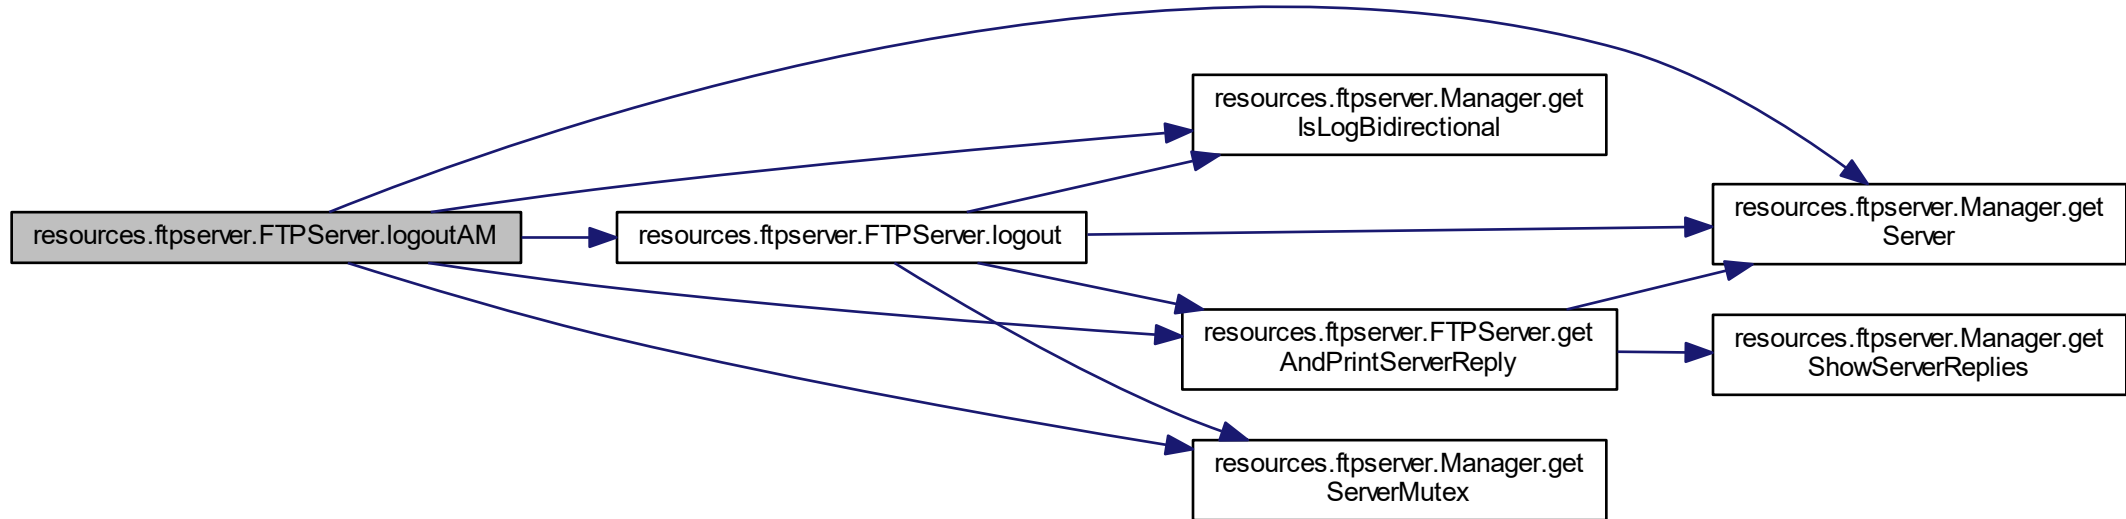 resources.ftpserver.FTPServer.logoutAM
resources.ftpserver.FTPServer.logout
resources.ftpserver.Manager.get
IsLogBidirectional
resources.ftpserver.Manager.get
Server
resources.ftpserver.FTPServer.get
AndPrintServerReply
resources.ftpserver.Manager.get
ShowServerReplies
resources.ftpserver.Manager.get
ServerMutex